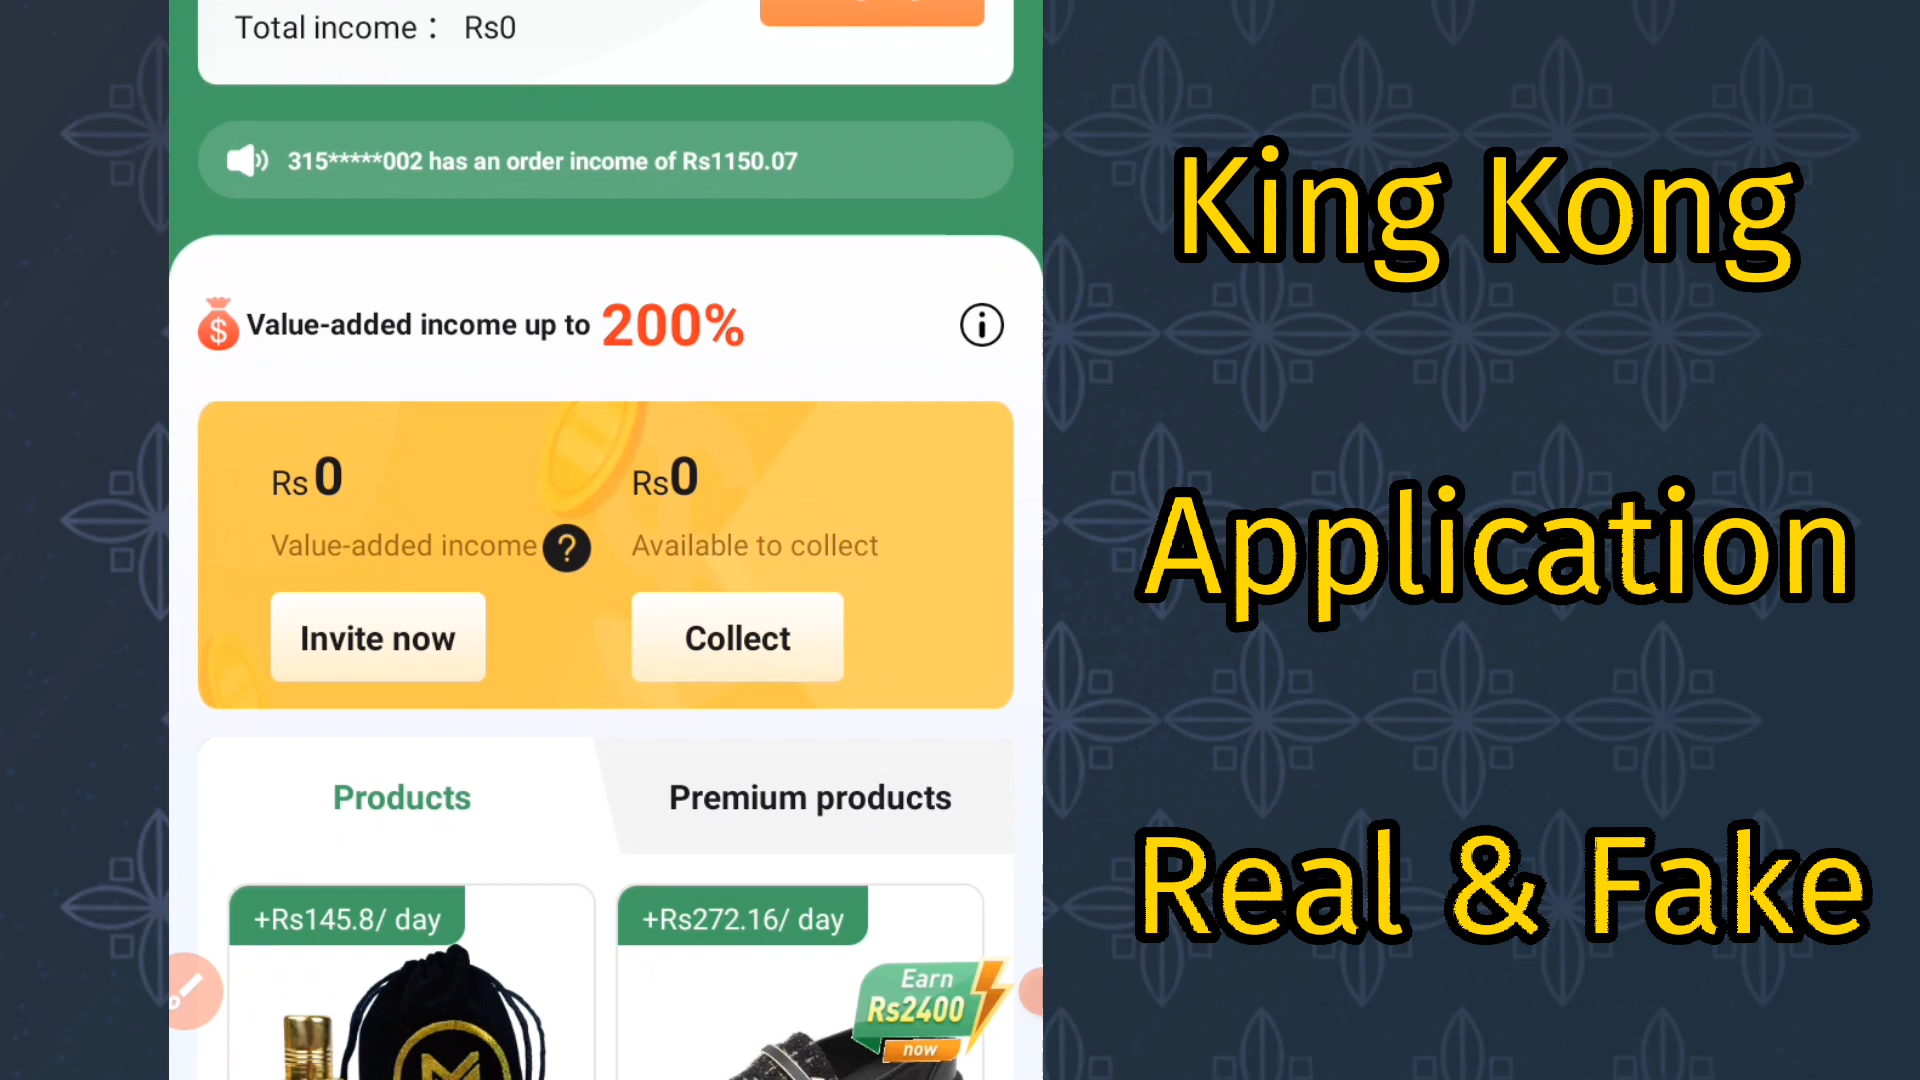 Total income： Rs0
315*****002 has an order income of Rs1150.07
Value-added income up to 200%
Rs 0
Value-added income ?
Invite now
Rs0
Available to collect
Collect
Products
Premium products
+Rs145.8/ day
+Rs272.16/ day
Earn
Rs2400
now
King Kong
Application
Real & Fake